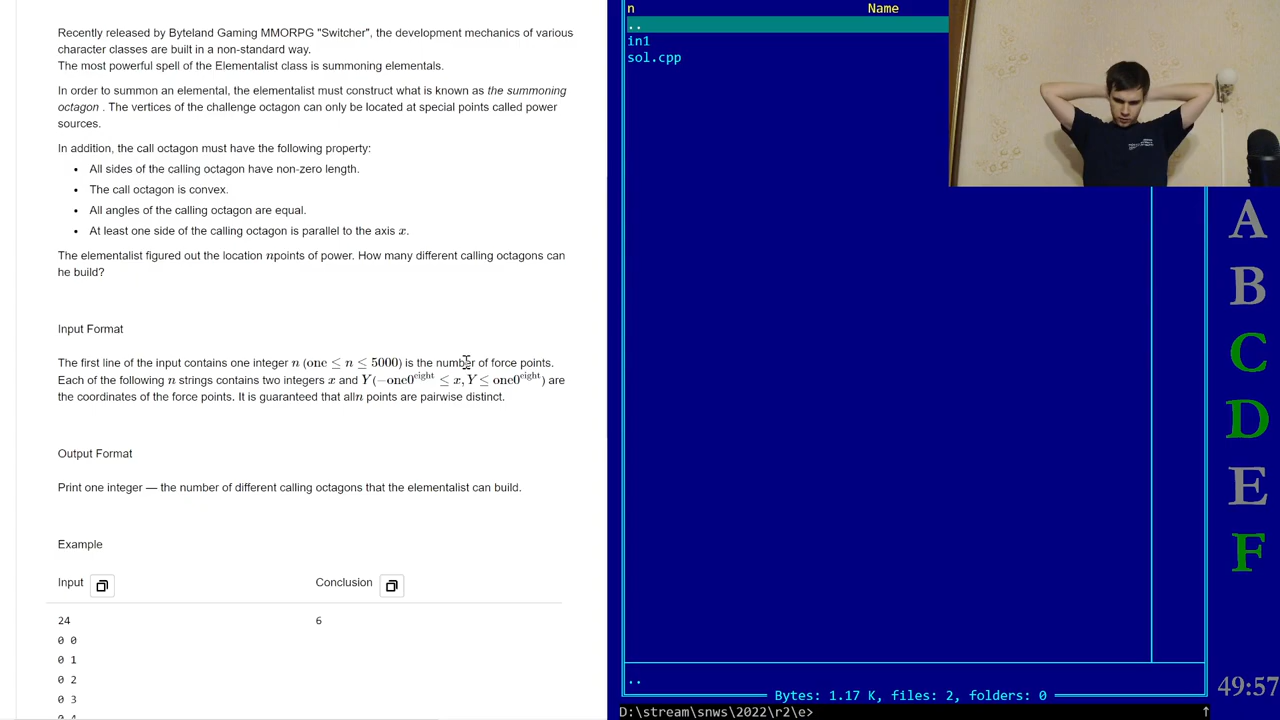 Recently released by Byteland Gaming MMORPG "Switcher", the development mechanics of various
character classes are built in a non-standard way.
The most powerful spell of the Elementalist class is summoning elementals.
In order to summon an elemental, the elementalist must construct what is known as the summoning
octagon . The vertices of the challenge octagon can only be located at special points called power
sources.
In addition, the call octagon must have the following property:
• All sides of the calling octagon have non-zero length.
• The call octagon is convex.
• All angles of the calling octagon are equal.
• At least one side of the calling octagon is parallel to the axis x.
The elementalist figured out the location npoints of power. How many different calling octagons can
he build?
Input Format
The first line of the input contains one integer n (one ≤ n ≤ 5000) is the number of force points.
Each of the following n strings contains two integers x and Y (−one0^eight ≤ x, Y ≤ one0^eight) are
the coordinates of the force points. It is guaranteed that alln points are pairwise distinct.
Output Format
Print one integer — the number of different calling octagons that the elementalist can build.
Example
Input Conclusion
24 6
0 0
0 1
0 2
0 3
0 4
n Name
..
in1
sol.cpp
..
Bytes: 1.17 K, files: 2, folders: 0
D:\stream\snws\2022\r2\e> ↑
A
B
C
D
E
F
49:57